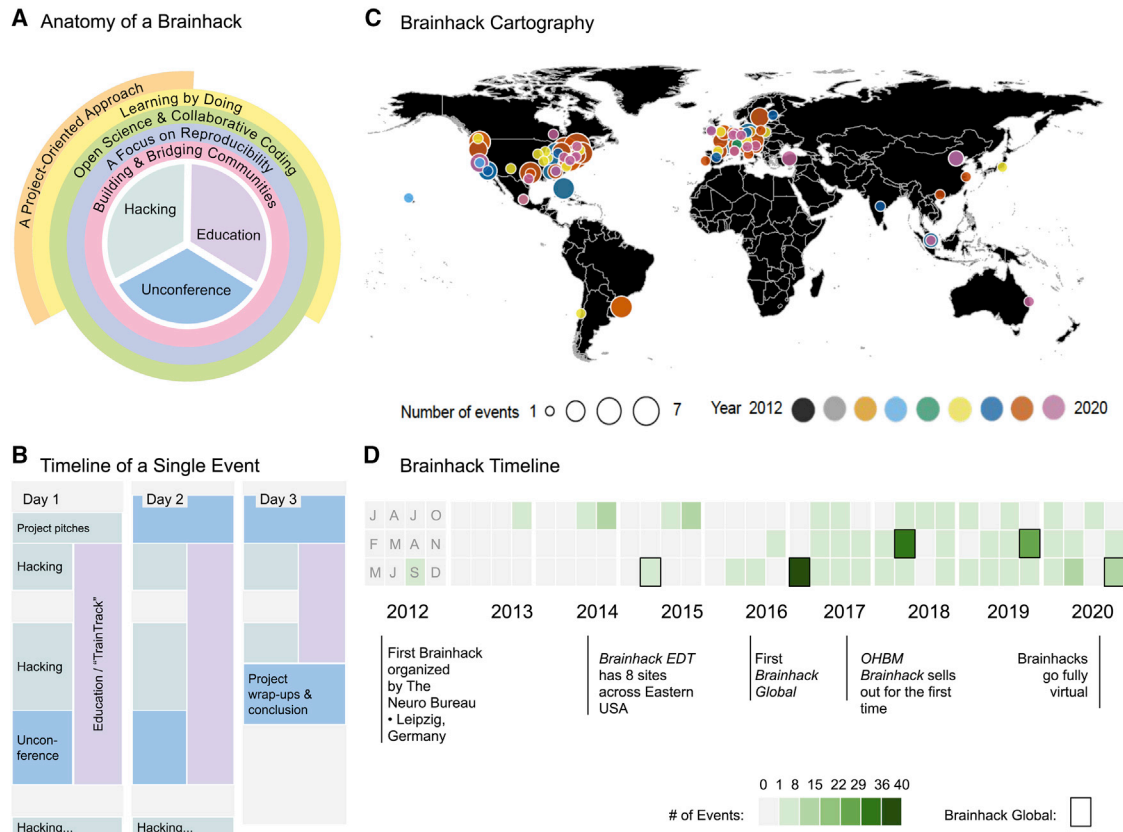 A Anatomy of a Brainhack
A Project-Oriented Approach
Learning by Doing
Open Science & Collaborative Coding
A Focus on Reproducibility
Building & Bridging Communities
Hacking
Education
Unconference
B Timeline of a Single Event
Day 1
Day 2
Day 3
Project pitches
Hacking
Hacking
Uncon-
ference
Education / "TrainTrack"
Project
wrap-ups &
conclusion
Hacking...
Hacking...
C Brainhack Cartography
Number of events 1 7 Year 2012 2020
D Brainhack Timeline
J A J O
F M A N
M J S D
2012 2013 2014 2015 2016 2017 2018 2019 2020
First Brainhack
organized
by The
Neuro Bureau
• Leipzig,
Germany
Brainhack EDT
has 8 sites
across Eastern
USA
First
Brainhack
Global
OHBM
Brainhack sells
out for the first
time
Brainhacks
go fully
virtual
0 1 8 15 22 29 36 40
# of Events:
Brainhack Global: